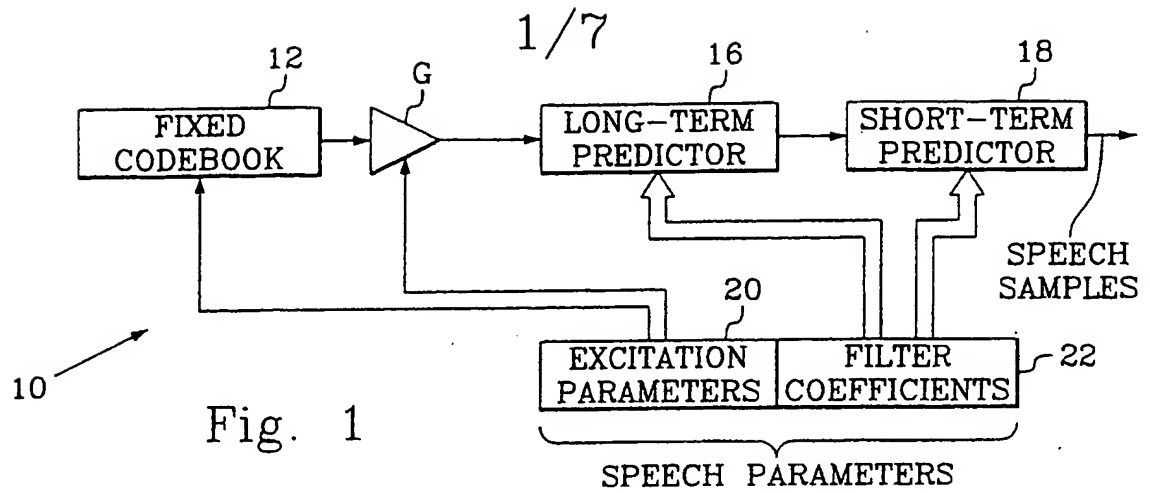 1/7
12
G
16
18
FIXED
CODEBOOK
LONG-TERM
PREDICTOR
SHORT-TERM
PREDICTOR
SPEECH
SAMPLES
20
EXCITATION
PARAMETERS
FILTER
COEFFICIENTS
22
10
Fig. 1
SPEECH PARAMETERS